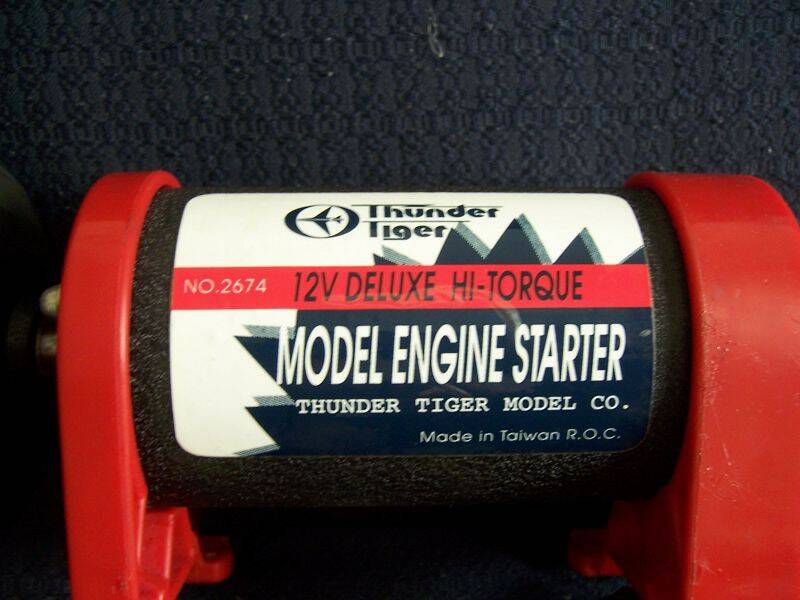 Thunder
Tiger
NO.2674 12V DELUXE HI-TORQUE
MODEL ENGINE STARTER
THUNDER TIGER MODEL CO.
Made in Taiwan R.O.C.